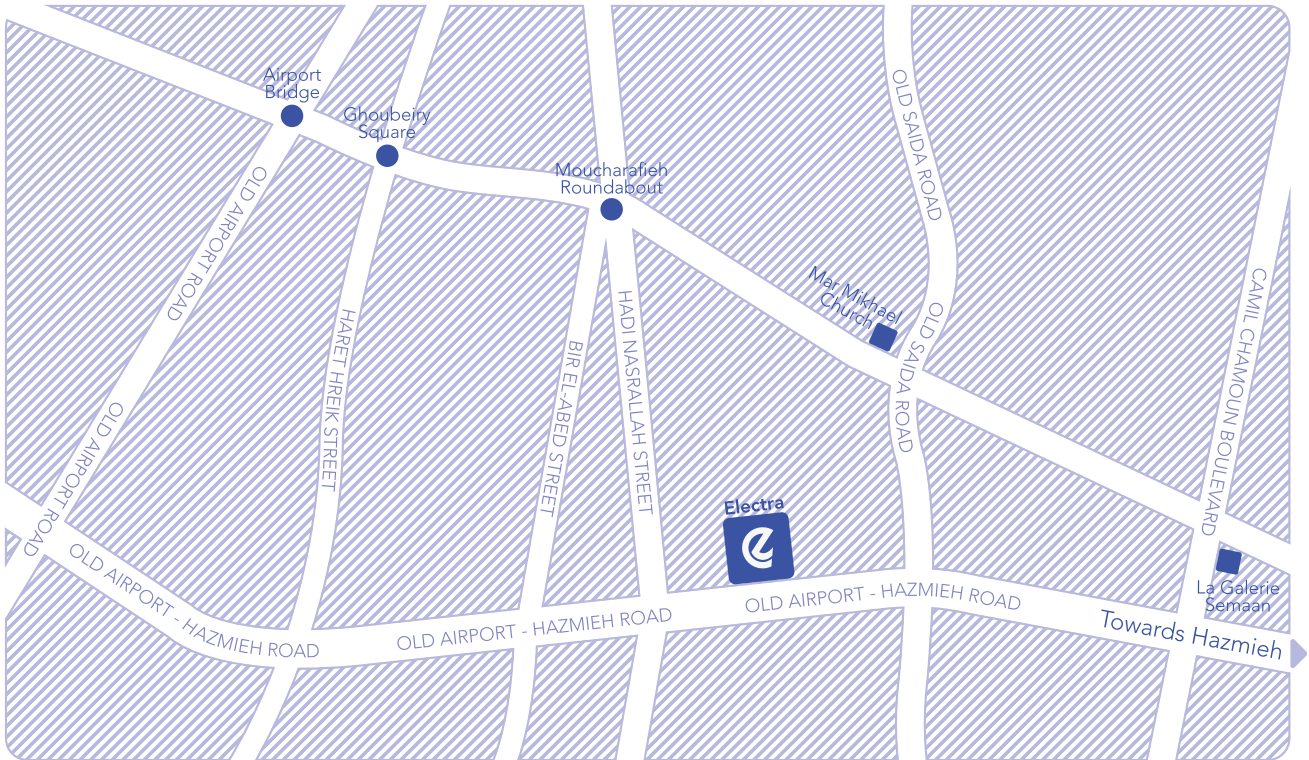 Airport
Bridge
Ghoubeiry
Square
Moucharafieh
Roundabout
OLD SAIDA ROAD
OLD AIRPORT ROAD
Mar Mikhael
Church
OLD SAIDA ROAD
CAMIL CHAMOUN BOULEVARD
HARET HREIK STREET
BIR EL-ABED STREET
HADI NASRALLAH STREET
OLD AIRPORT ROAD
Electra
e
OLD AIRPORT - HAZMIEH ROAD
OLD AIRPORT - HAZMIEH ROAD
OLD AIRPORT - HAZMIEH ROAD
La Galerie
Semaan
Towards Hazmieh